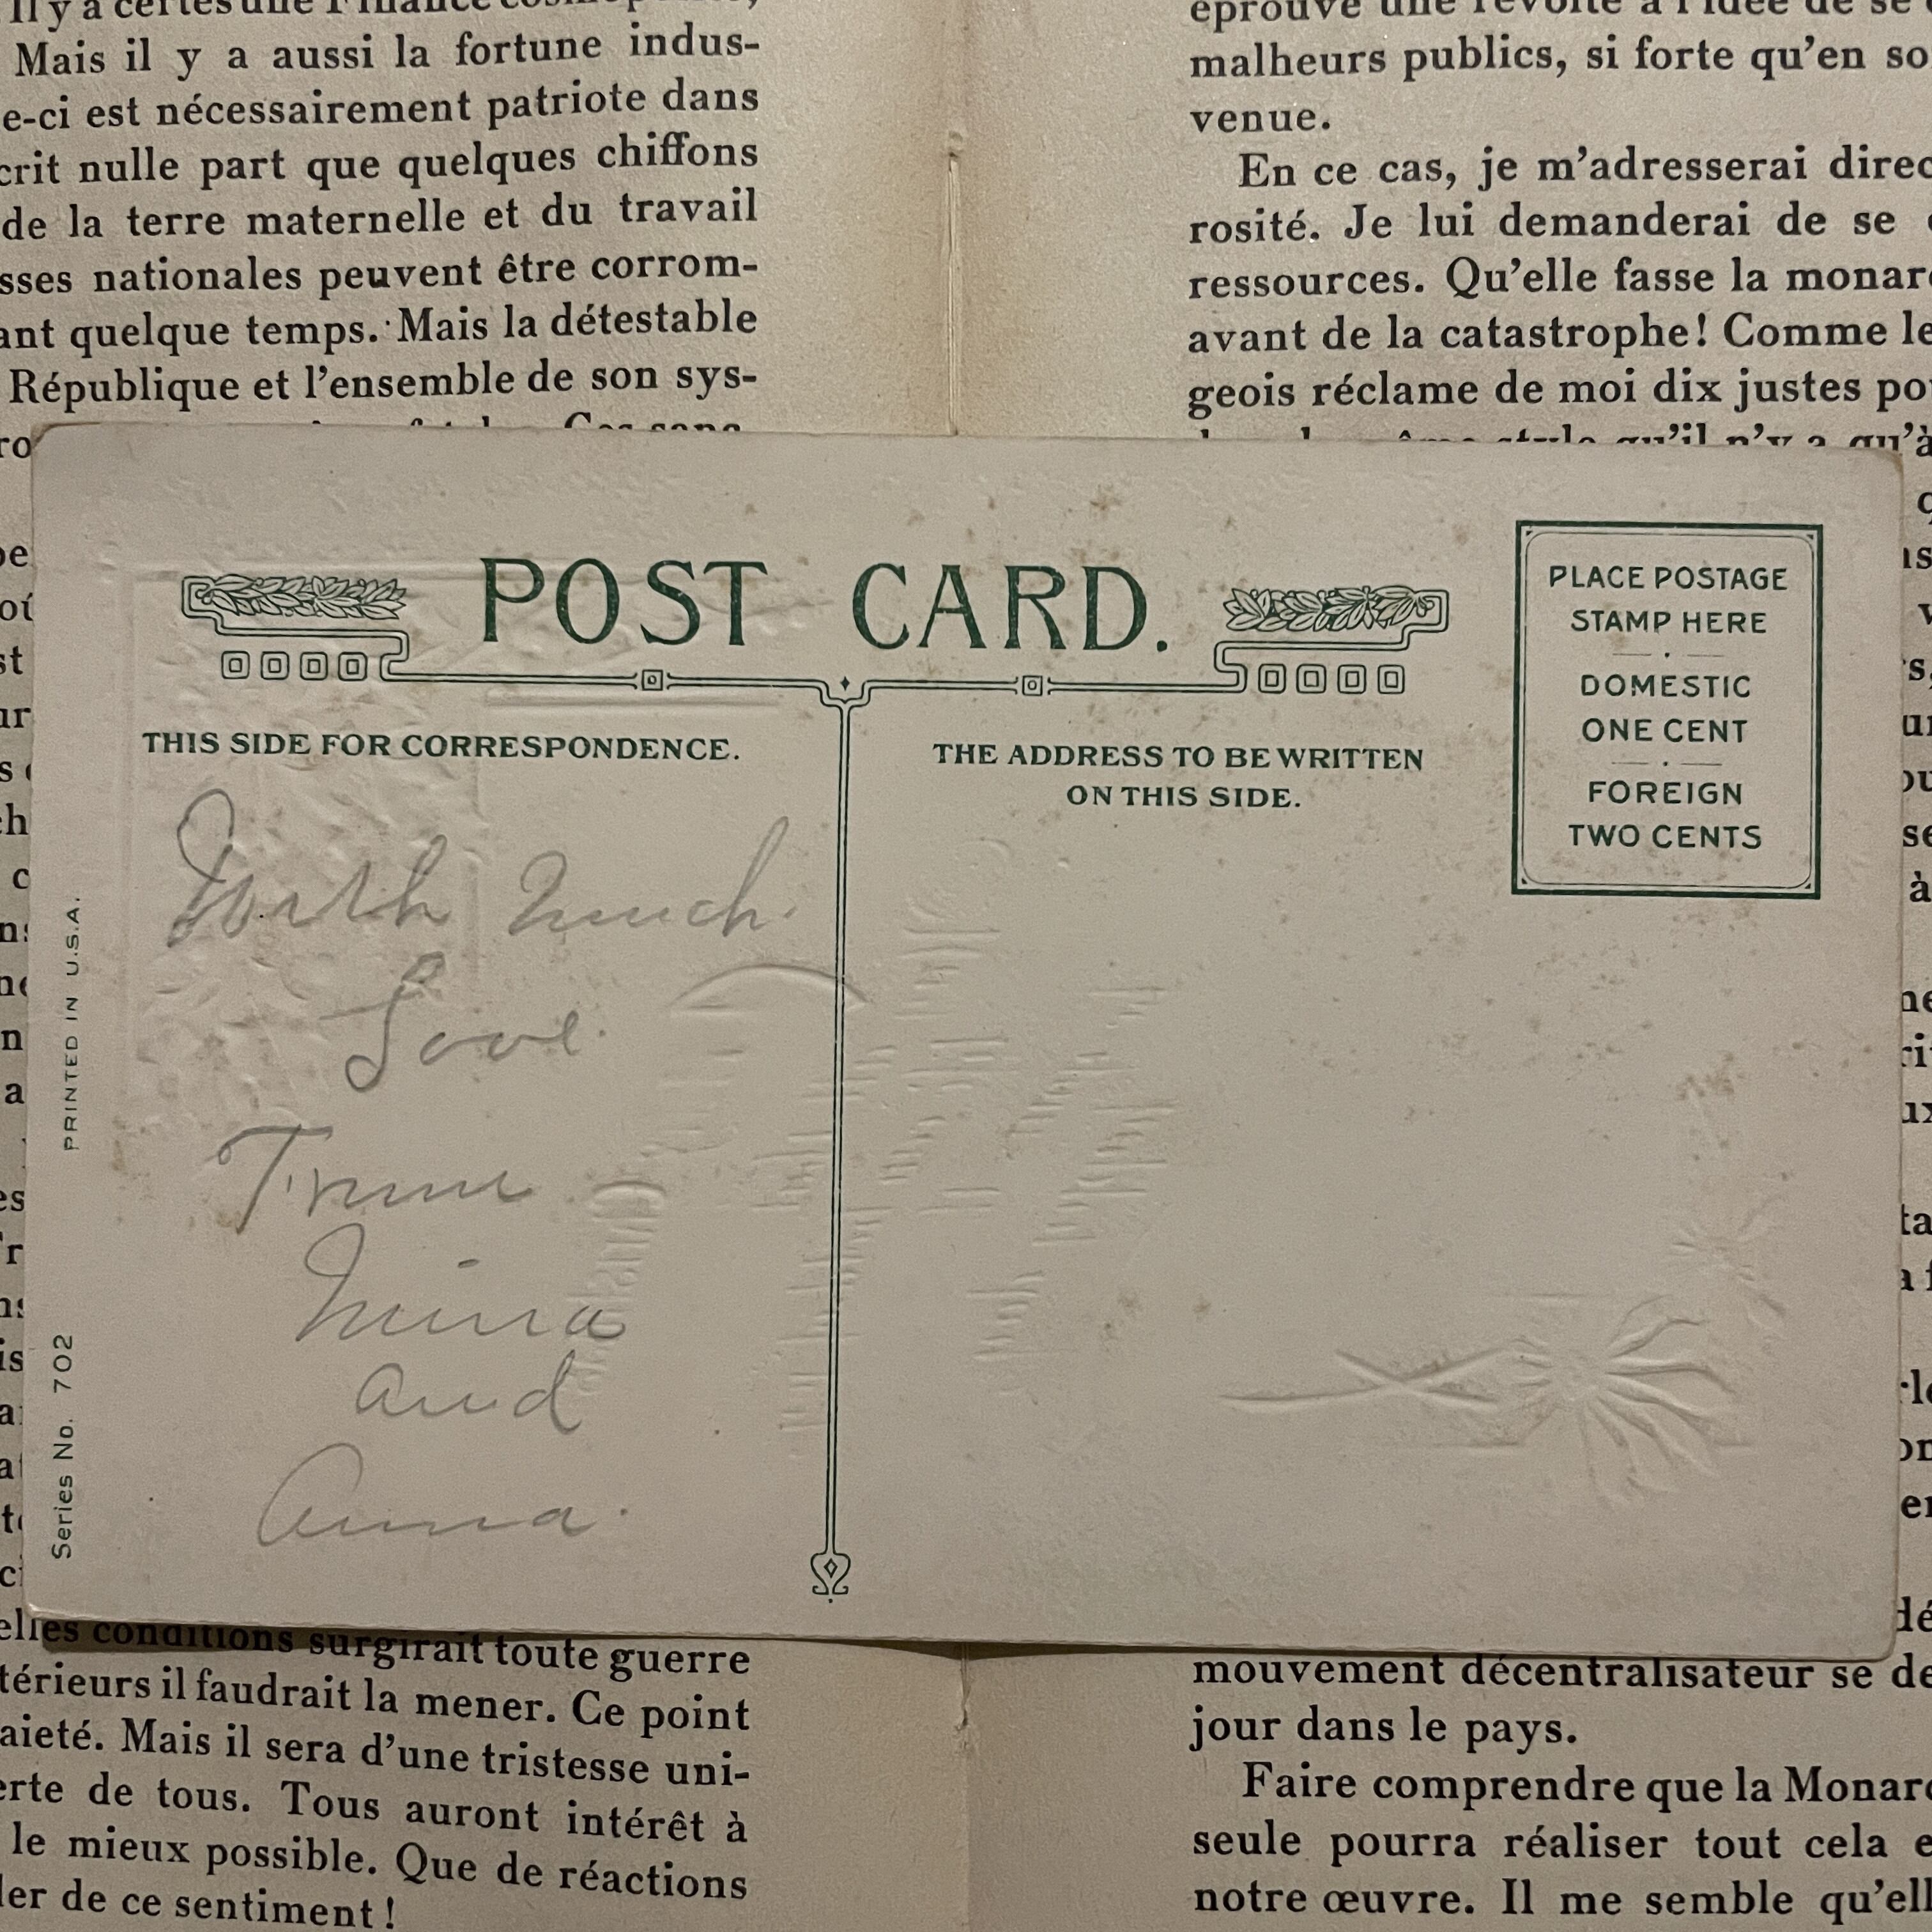 Il y a certes une Finance
Mais il y a aussi la fortune indus-
e-ci est nécessairement patriote dans
crit nulle part que quelques chiffons
de la terre maternelle et du travail
sses nationales peuvent être corrom-
ant quelque temps. Mais la détestable
République et l'ensemble de son sys-
éprouve une révolte à l'idée de se
malheurs publics, si forte qu'en so
venue.
En ce cas, je m'adresserai direc
rosité. Je lui demanderai de se
ressources. Qu'elle fasse la monar
avant de la catastrophe! Comme le
geois réclame de moi dix justes po
style qu'il n'y a qu'à
POST CARD.
THIS SIDE FOR CORRESPONDENCE.
With much
Love.
From
Mina
and
Anna.
THE ADDRESS TO BE WRITTEN
ON THIS SIDE.
PLACE POSTAGE
STAMP HERE
DOMESTIC
ONE CENT
FOREIGN
TWO CENTS
PRINTED IN U.S.A.
Series No. 702
elles conditions surgirait toute guerre
térieurs il faudrait la mener. Ce point
aieté. Mais il sera d'une tristesse uni-
erte de tous. Tous auront intérêt à
le mieux possible. Que de réactions
ler de ce sentiment!
mouvement décentralisateur se de
jour dans le pays.
Faire comprendre que la Monar
seule pourra réaliser tout cela e
notre œuvre. Il me semble qu'ell